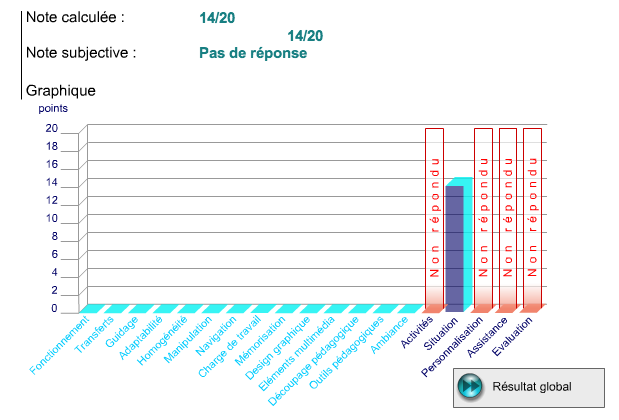 Note calculée : 14/20
14/20
Note subjective : Pas de réponse
Graphique
points
20
18
16
14
12
10
8
6
4
2
0
Non répondu
Non répondu
Non répondu
Non répondu
Fonctionnement
Transferts
Guidage
Adaptabilité
Homogénéité
Manipulation
Navigation
Charge de travail
Mémorisation
Design graphique
Eléments multimédia
Découpage pédagogique
Outils pédagogiques
Ambiance
Activités
Situation
Personnalisation
Assistance
Evaluation
Résultat global